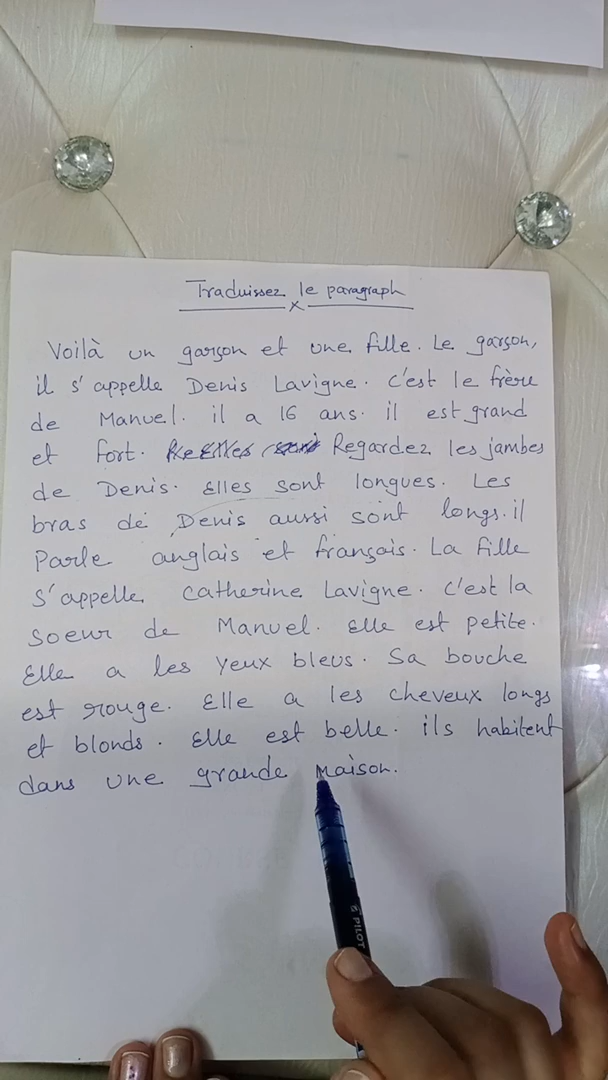 Traduissez le paragraph
x
Voilà un garçon et une fille. Le garçon,
il s'appelle Denis Lavigne. C'est le frère
de Manuel. il a 16 ans. il est grand
et fort. Regardez les jambes
de Denis. Elles sont longues. Les
bras de Denis aussi sont longs. il
Parle anglais et français. La fille
s'appelle Catherine Lavigne. C'est la
soeur de Manuel. Elle est petite.
Elle a les yeux bleus. Sa bouche
est rouge. Elle a les cheveux longs
et blonds. Elle est belle. ils habitent
dans une grande maison.
PILOT